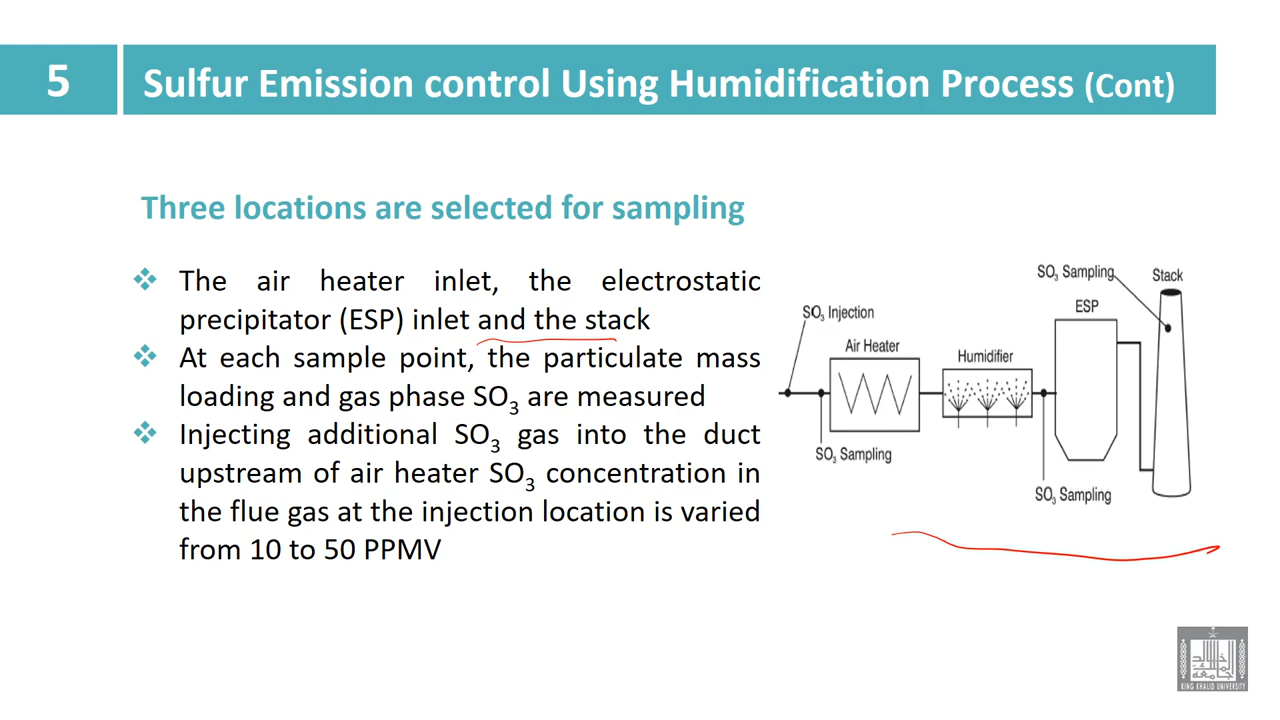 5
Sulfur Emission control Using Humidification Process (Cont)
Three locations are selected for sampling
❖ The air heater inlet, the electrostatic
precipitator (ESP) inlet and the stack
❖ At each sample point, the particulate mass
loading and gas phase SO₃ are measured
❖ Injecting additional SO₃ gas into the duct
upstream of air heater SO₃ concentration in
the flue gas at the injection location is varied
from 10 to 50 PPMV
SO₃ Sampling
Stack
SO₃ Injection
ESP
Air Heater
Humidifier
SO₃ Sampling
SO₃ Sampling
KING KHALID UNIVERSITY